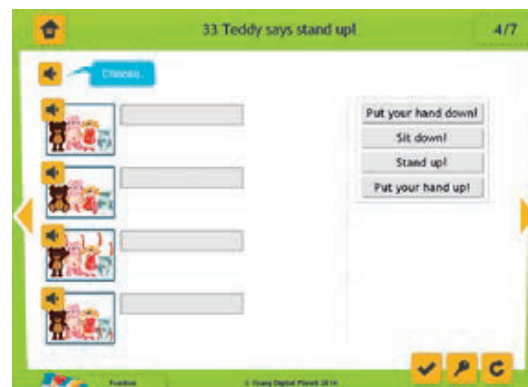 33 Teddy says stand up!
4/7
Choose.
Put your hand down!
Sit down!
Stand up!
Put your hand up!
© Young Digital Planet 2014